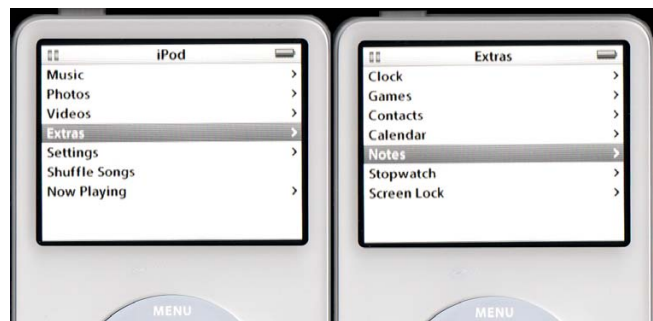 iPod
Music
Photos
Videos
Extras
Settings
Shuffle Songs
Now Playing
MENU
Extras
Clock
Games
Contacts
Calendar
Notes
Stopwatch
Screen Lock
MENU